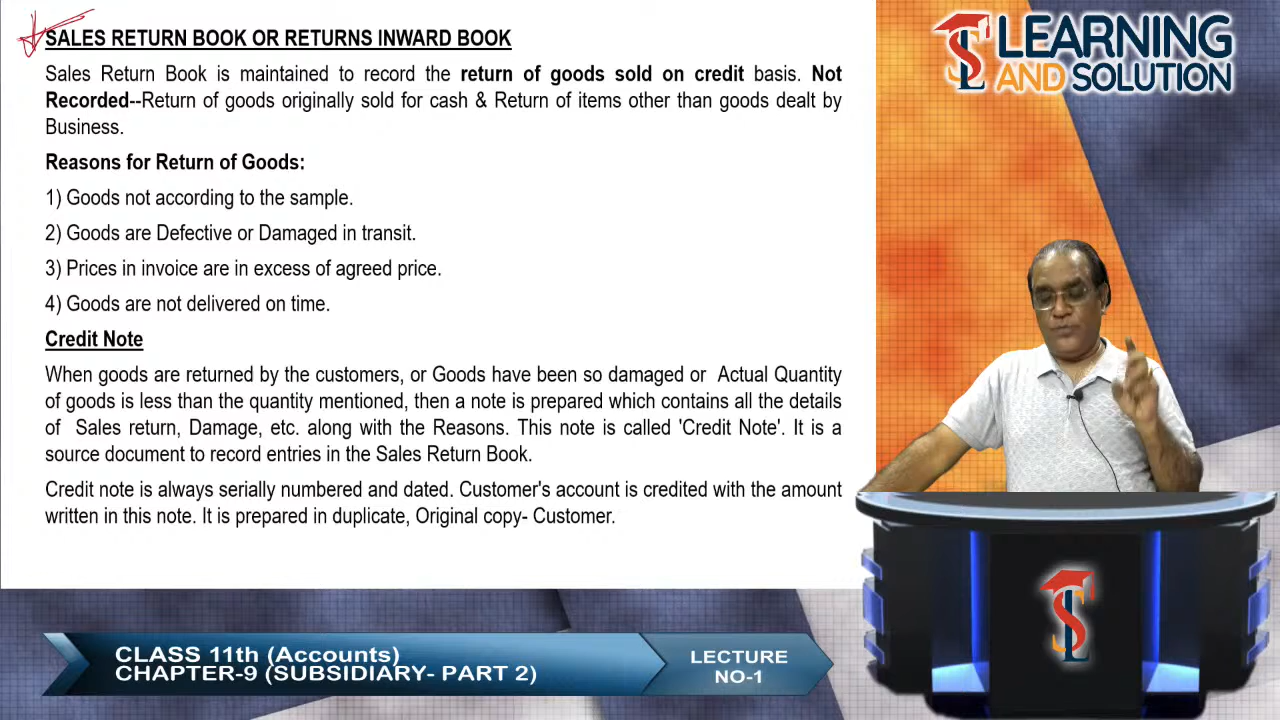 SALES RETURN BOOK OR RETURNS INWARD BOOK
Sales Return Book is maintained to record the return of goods sold on credit basis. Not
Recorded--Return of goods originally sold for cash & Return of items other than goods dealt by
Business.
Reasons for Return of Goods:
1) Goods not according to the sample.
2) Goods are Defective or Damaged in transit.
3) Prices in invoice are in excess of agreed price.
4) Goods are not delivered on time.
Credit Note
When goods are returned by the customers, or Goods have been so damaged or Actual Quantity
of goods is less than the quantity mentioned, then a note is prepared which contains all the details
of Sales return, Damage, etc. along with the Reasons. This note is called 'Credit Note'. It is a
source document to record entries in the Sales Return Book.
Credit note is always serially numbered and dated. Customer's account is credited with the amount
written in this note. It is prepared in duplicate, Original copy- Customer.
SL LEARNING
AND SOLUTION
SL
CLASS 11th (Accounts)
CHAPTER-9 (SUBSIDIARY- PART 2)
LECTURE
NO-1